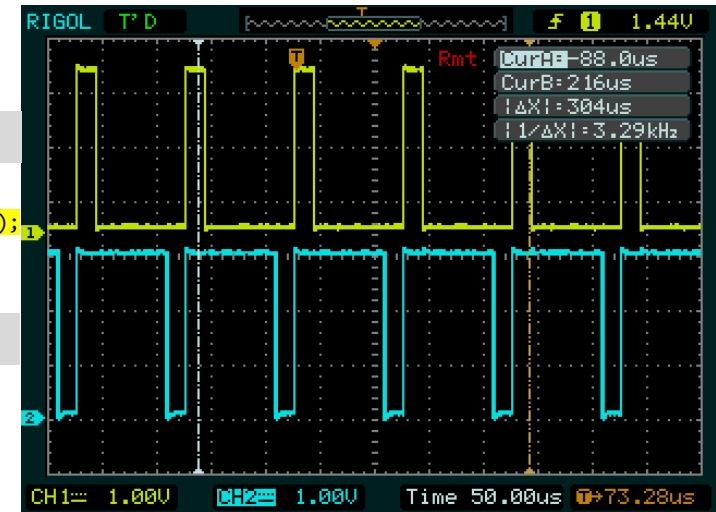 RIGOL T'D T f 1 1.44V
T Rmt CurA=-88.0us
CurB=216us
|ΔX|=304us
|1/ΔX|=3.29kHz
);
1
2
CH1 1.00V CH2 1.00V Time 50.00us T→73.28us